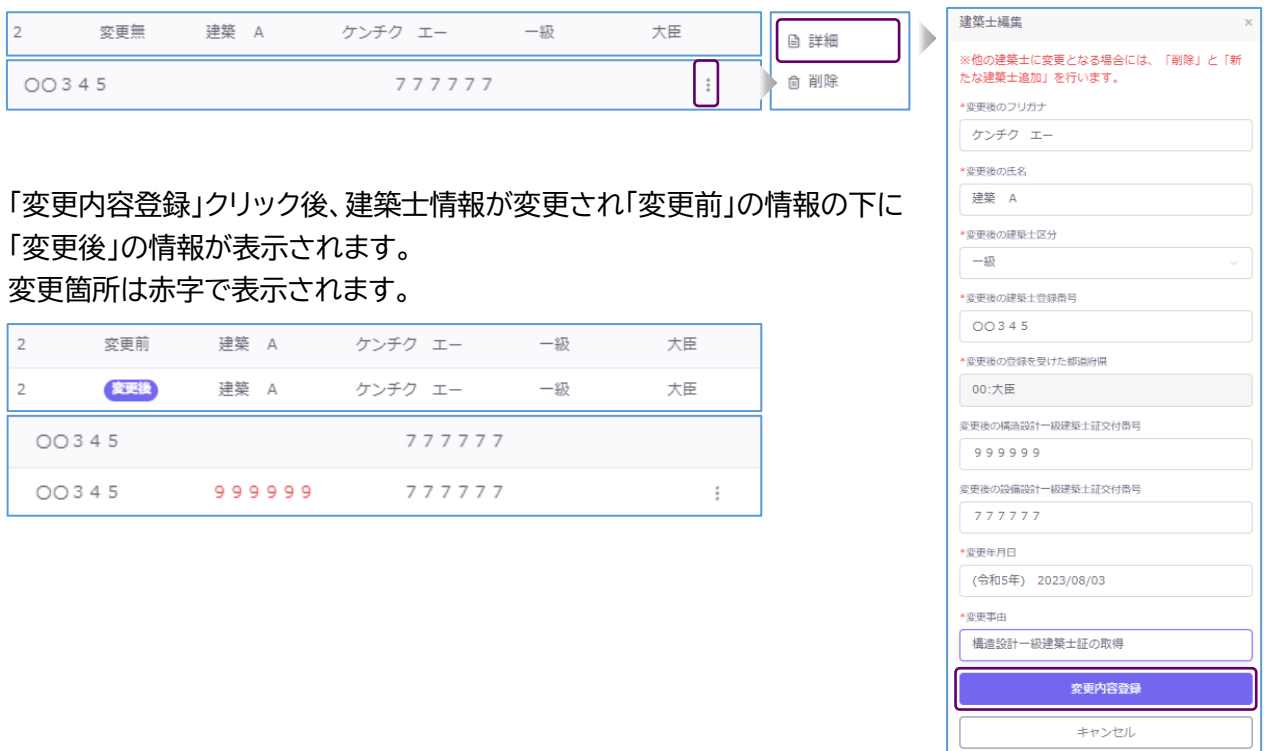 2 変更無 建築 A ケンチク エー 一級 大臣
〇〇３４５ ７７７７７７
詳細
削除
「変更内容登録」クリック後、建築士情報が変更され「変更前」の情報の下に
「変更後」の情報が表示されます。
変更箇所は赤字で表示されます。
2 変更前 建築 A ケンチク エー 一級 大臣
2 変更後 建築 A ケンチク エー 一級 大臣
〇〇３４５ ７７７７７７
〇〇３４５ ９９９９９９ ７７７７７７
建築士編集 ×
※他の建築士に変更となる場合には、「削除」と「新
たな建築士追加」を行います。
*変更後のフリガナ
ケンチク エー
*変更後の氏名
建築 A
*変更後の建築士区分
一級
*変更後の建築士登録番号
〇〇３４５
*変更後の登録を受けた都道府県
00:大臣
変更後の構造設計一級建築士証交付番号
９９９９９９
変更後の設備設計一級建築士証交付番号
７７７７７７
*変更年月日
(令和5年) 2023/08/03
*変更事由
構造設計一級建築士証の取得
変更内容登録
キャンセル